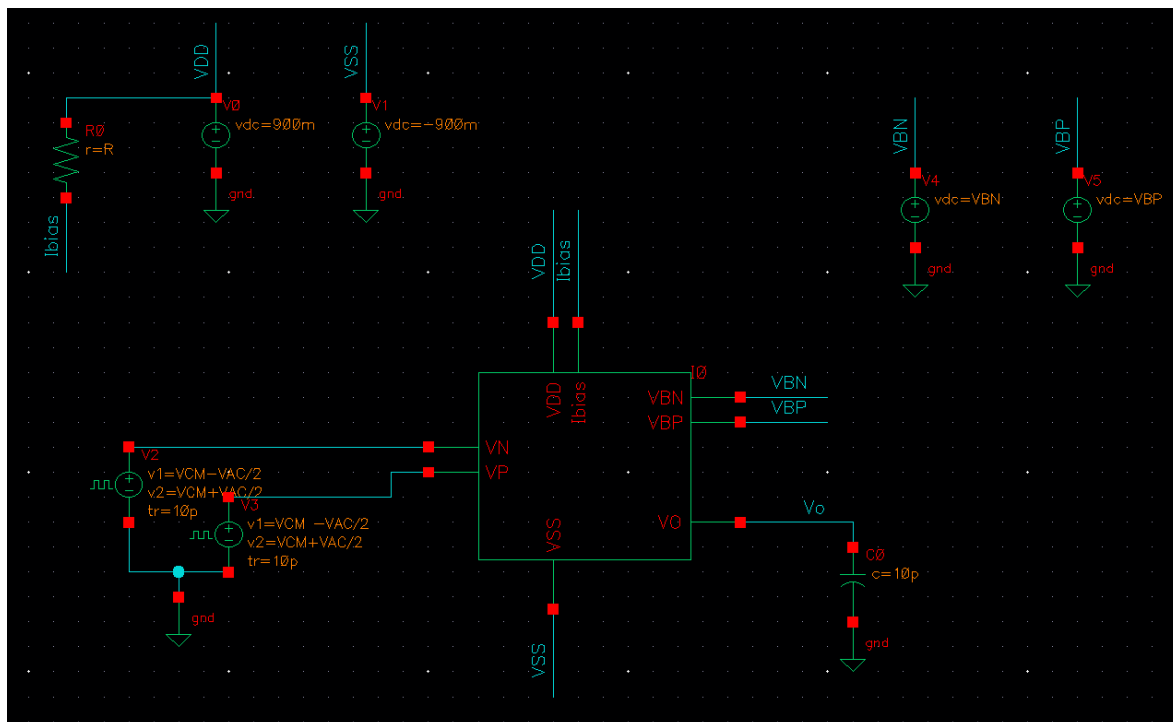 VDD
VSS
V0
vdc=900m
gnd
V1
vdc=-900m
gnd
R0
r=R
Ibias
VBN
V4
vdc=VBN
gnd
VBP
V5
vdc=VBP
gnd
VDD
Ibias
I0
VDD
Ibias
VBN
VBN
VBP
VBP
VN
VP
V2
v1=VCM-VAC/2
v2=VCM+VAC/2
tr=10p
V3
v1=VCM -VAC/2
v2=VCM+VAC/2
tr=10p
gnd
VSS
VO
Vo
C0
c=10p
gnd
VSS